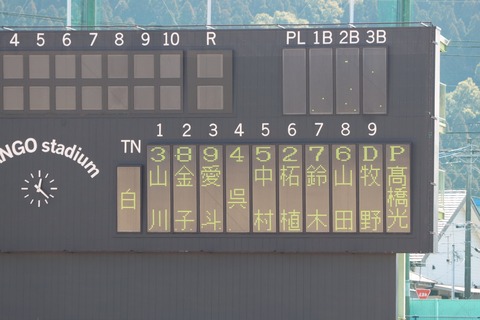 4 5 6 7 8 9 10 R PL 1B 2B 3B
NGO stadium
TN 1 2 3 4 5 6 7 8 9
3 8 9 4 5 2 7 6 D P
白 山川 金子 愛斗 呉 中村 柘植 鈴木 山田 牧野 髙橋光